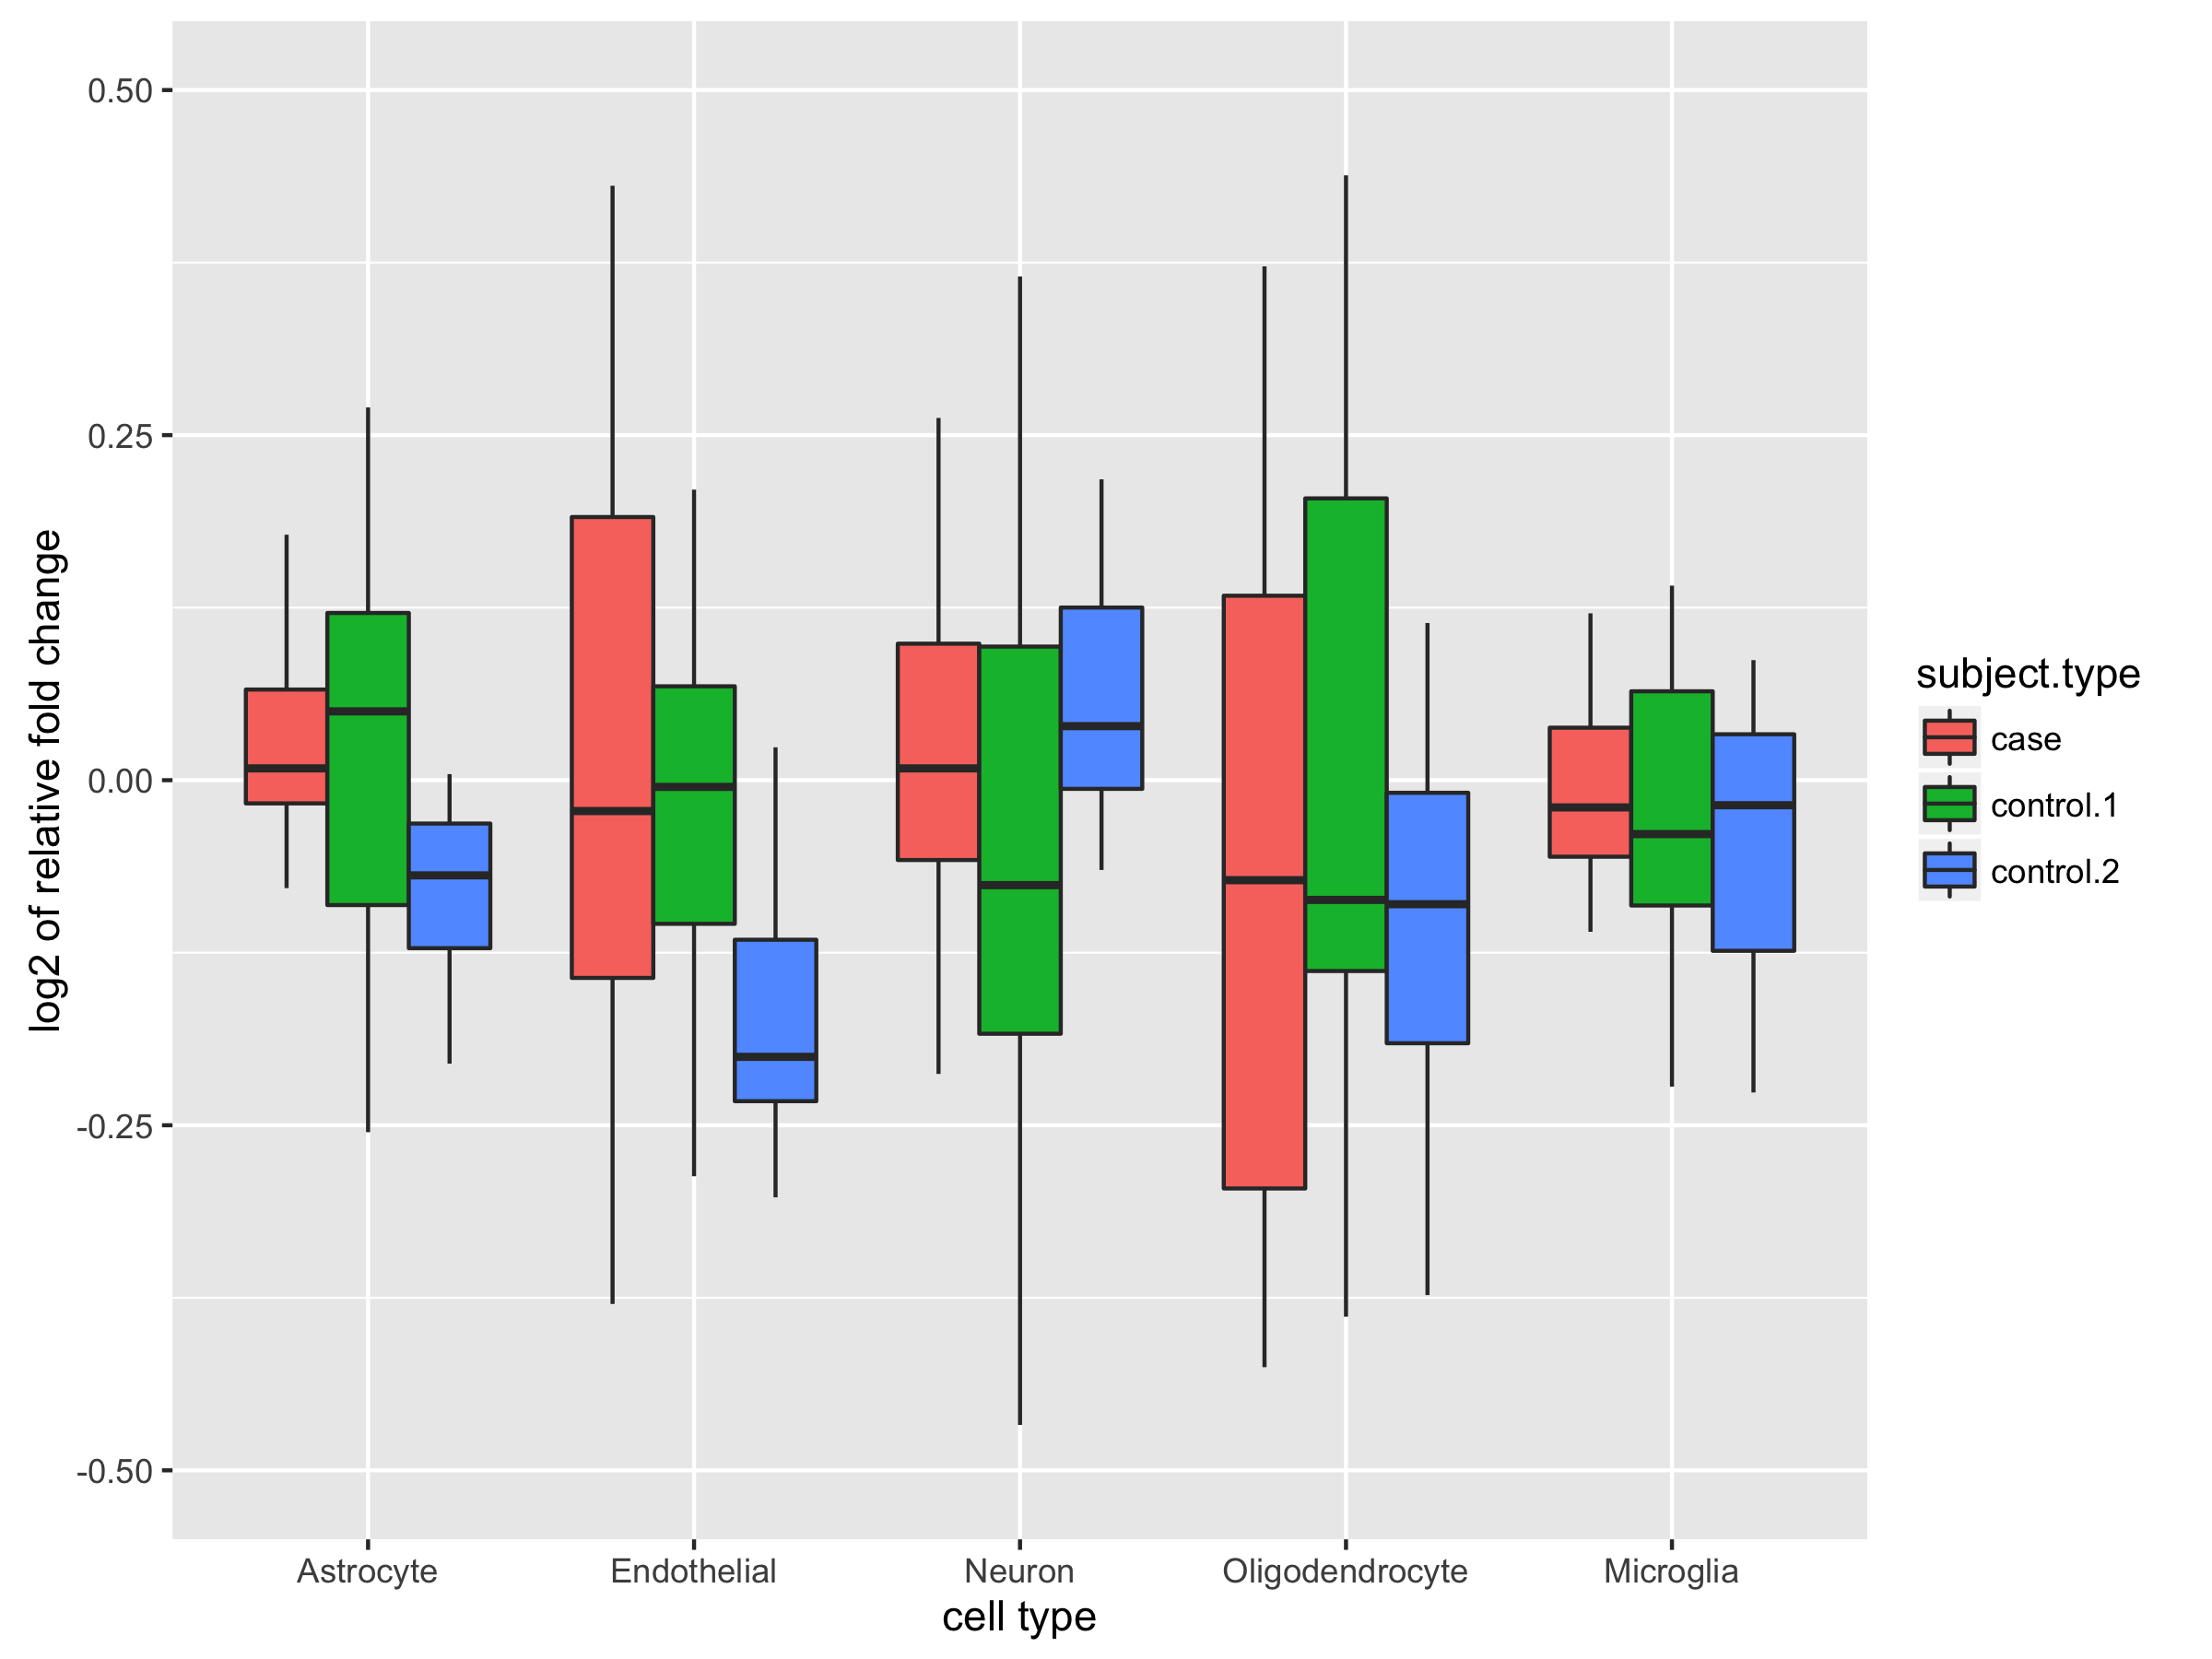 log2 of relative fold change
0.50
0.25
0.00
-0.25
-0.50
Astrocyte
Endothelial
Neuron
Oligodendrocyte
Microglia
cell type
subject.type
case
control.1
control.2